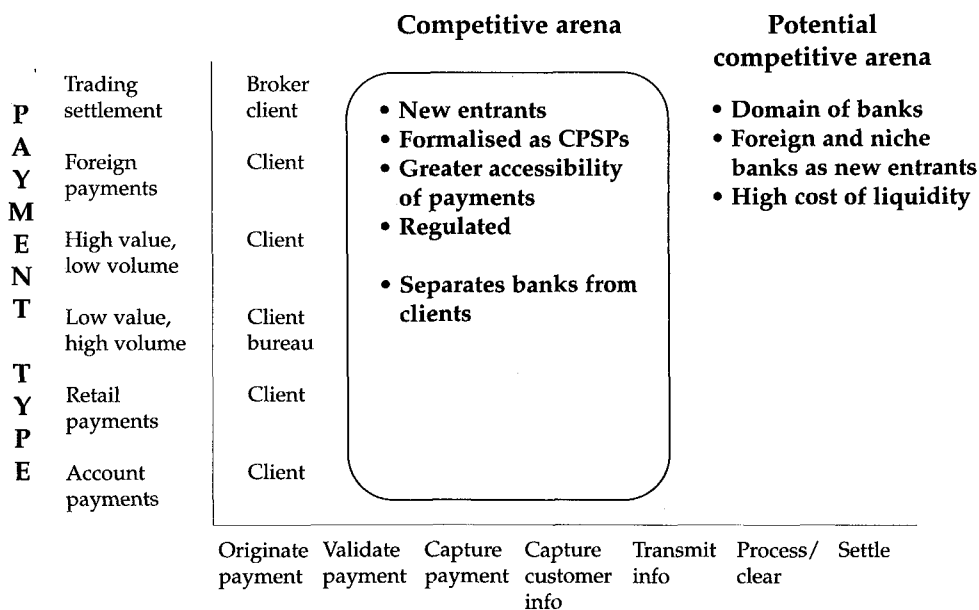 Competitive arena
Potential
competitive arena
PAYMENT TYPE
Trading
settlement
Broker
client
Foreign
payments
Client
High value,
low volume
Client
Low value,
high volume
Client
bureau
Retail
payments
Client
Account
payments
Client
• New entrants
• Formalised as CPSPs
• Greater accessibility
of payments
• Regulated
• Separates banks from
clients
• Domain of banks
• Foreign and niche
banks as new entrants
• High cost of liquidity
Originate
payment
Validate
payment
Capture
payment
Capture
customer
info
Transmit
info
Process/
clear
Settle